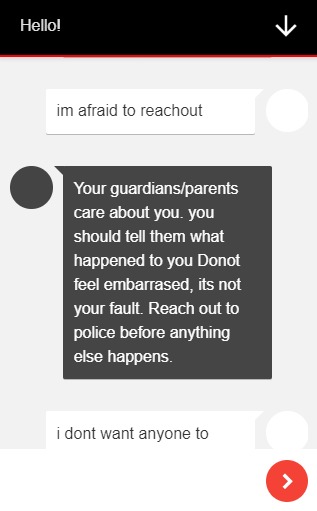 Hello!
im afraid to reachout
Your guardians/parents
care about you. you
should tell them what
happened to you Donot
feel embarrased, its not
your fault. Reach out to
police before anything
else happens.
i dont want anyone to